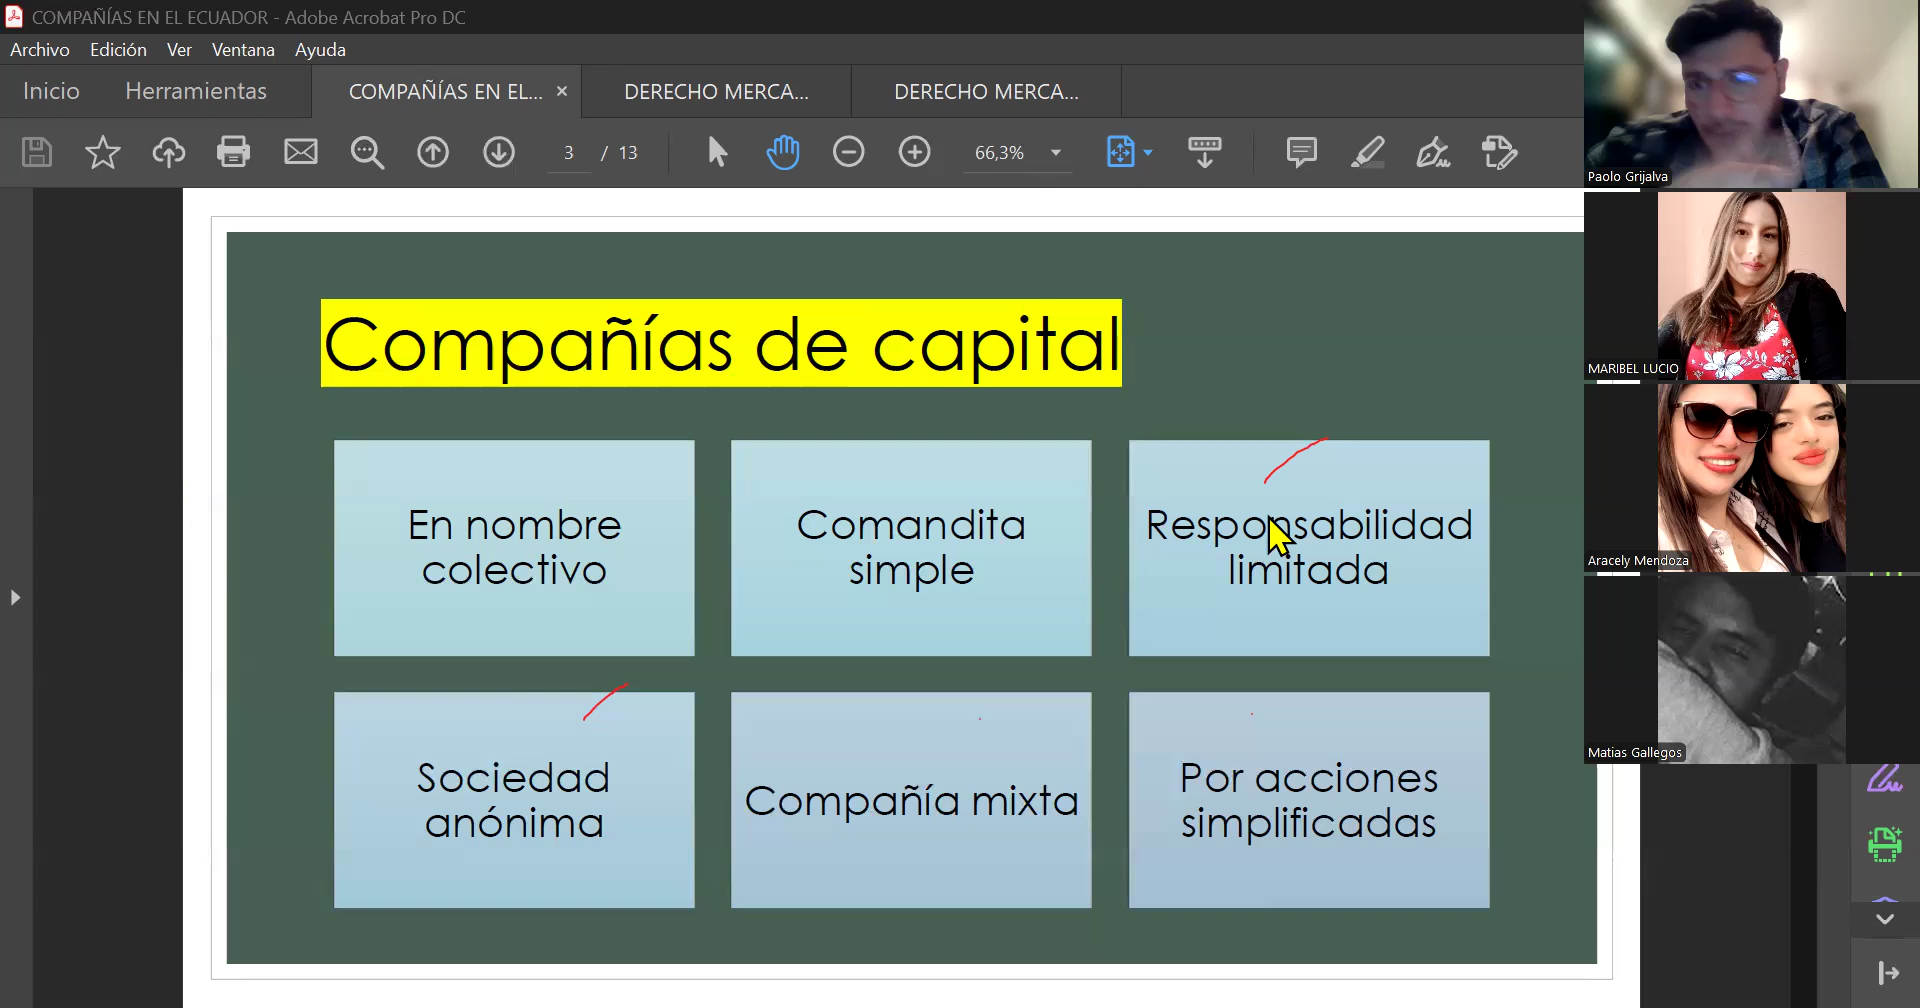 COMPAÑÍAS EN EL ECUADOR - Adobe Acrobat Pro DC
Archivo Edición Ver Ventana Ayuda
Inicio Herramientas COMPAÑÍAS EN EL... × DERECHO MERCA... DERECHO MERCA...
3 / 13 66,3%
Compañías de capital
En nombre
colectivo
Comandita
simple
Responsabilidad
limitada
Sociedad
anónima
Compañía mixta
Por acciones
simplificadas
Paolo Grijalva
MARIBEL LUCIO
Aracely Mendoza
Matias Gallegos